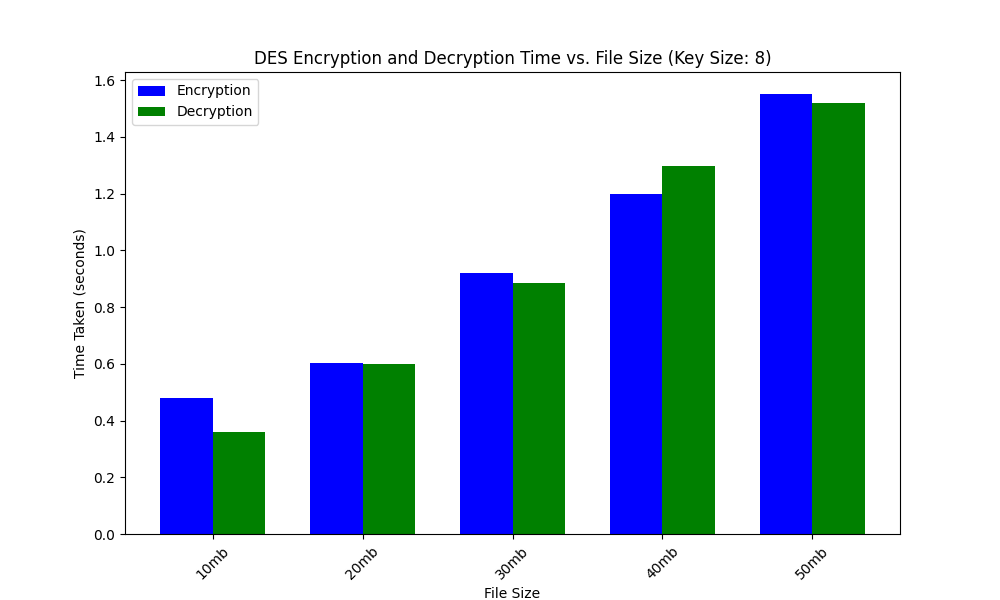 DES Encryption and Decryption Time vs. File Size (Key Size: 8)
Encryption
Decryption
Time Taken (seconds)
1.6
1.4
1.2
1.0
0.8
0.6
0.4
0.2
0.0
10mb
20mb
30mb
40mb
50mb
File Size